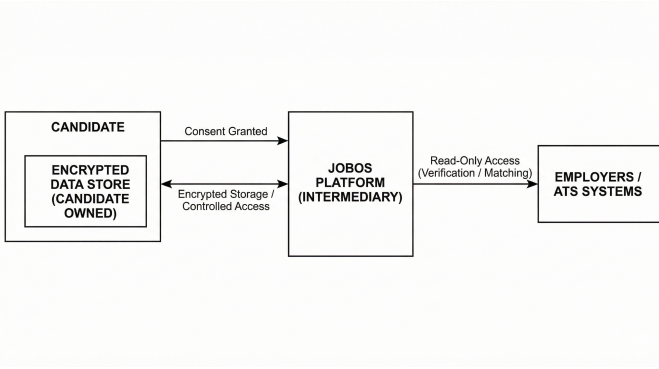 CANDIDATE
ENCRYPTED
DATA STORE
(CANDIDATE
OWNED)
Consent Granted
Encrypted Storage /
Controlled Access
JOBOS
PLATFORM
(INTERMEDIARY)
Read-Only Access
(Verification / Matching)
EMPLOYERS /
ATS SYSTEMS